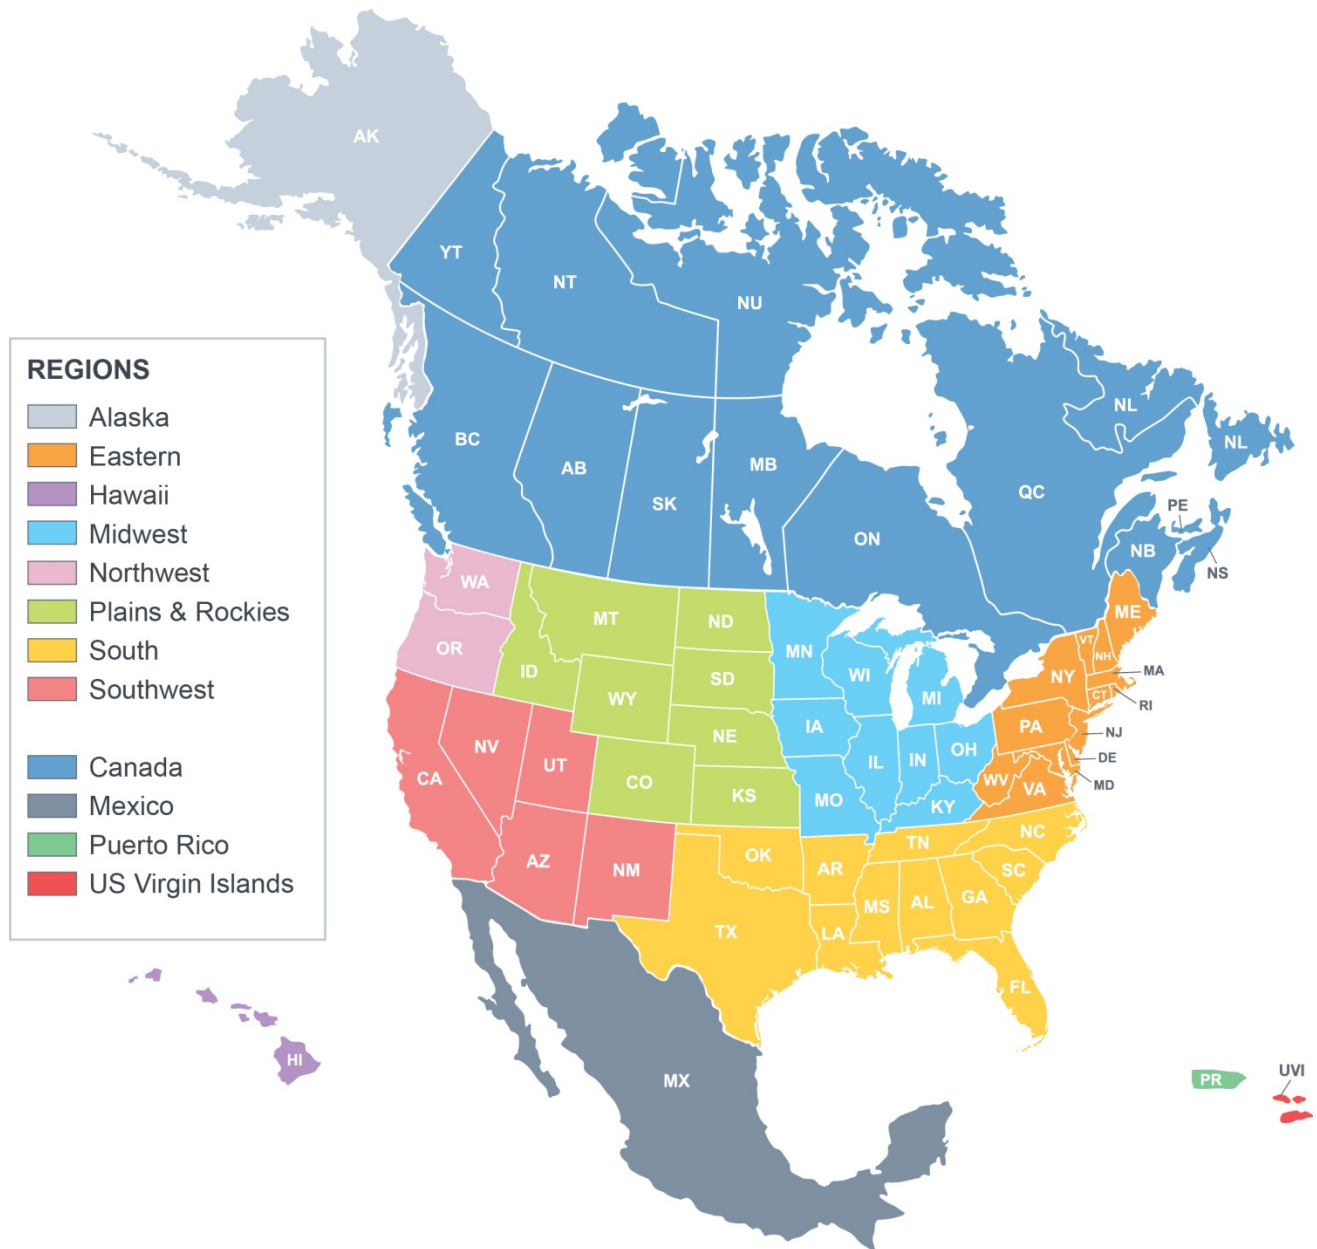 AK
YT
NT
NU
REGIONS
Alaska
Eastern
Hawaii
Midwest
Northwest
Plains & Rockies
South
Southwest
Canada
Mexico
Puerto Rico
US Virgin Islands
BC
AB
SK
MB
ON
QC
NL
NL
PE
NB
NS
WA
OR
MT
ID
WY
ND
SD
NE
CO
KS
MN
WI
MI
IA
IL
IN
OH
MO
KY
ME
VT
NH
NY
MA
CT
RI
PA
NJ
DE
MD
WV
VA
CA
NV
UT
AZ
NM
OK
TX
AR
LA
TN
NC
SC
MS
AL
GA
FL
HI
MX
PR
UVI